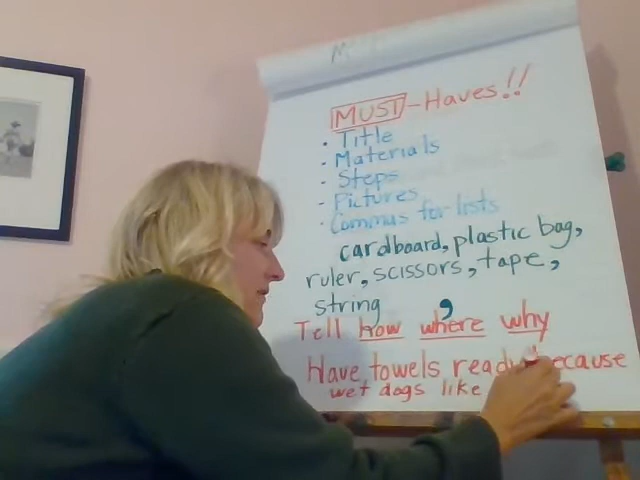 MUST-Haves!!
• Title
• Materials
• Steps
• Pictures
• Commas for lists
cardboard, plastic bag,
ruler, scissors, tape,
string ,
Tell how where why
Have towels ready
wet dogs like